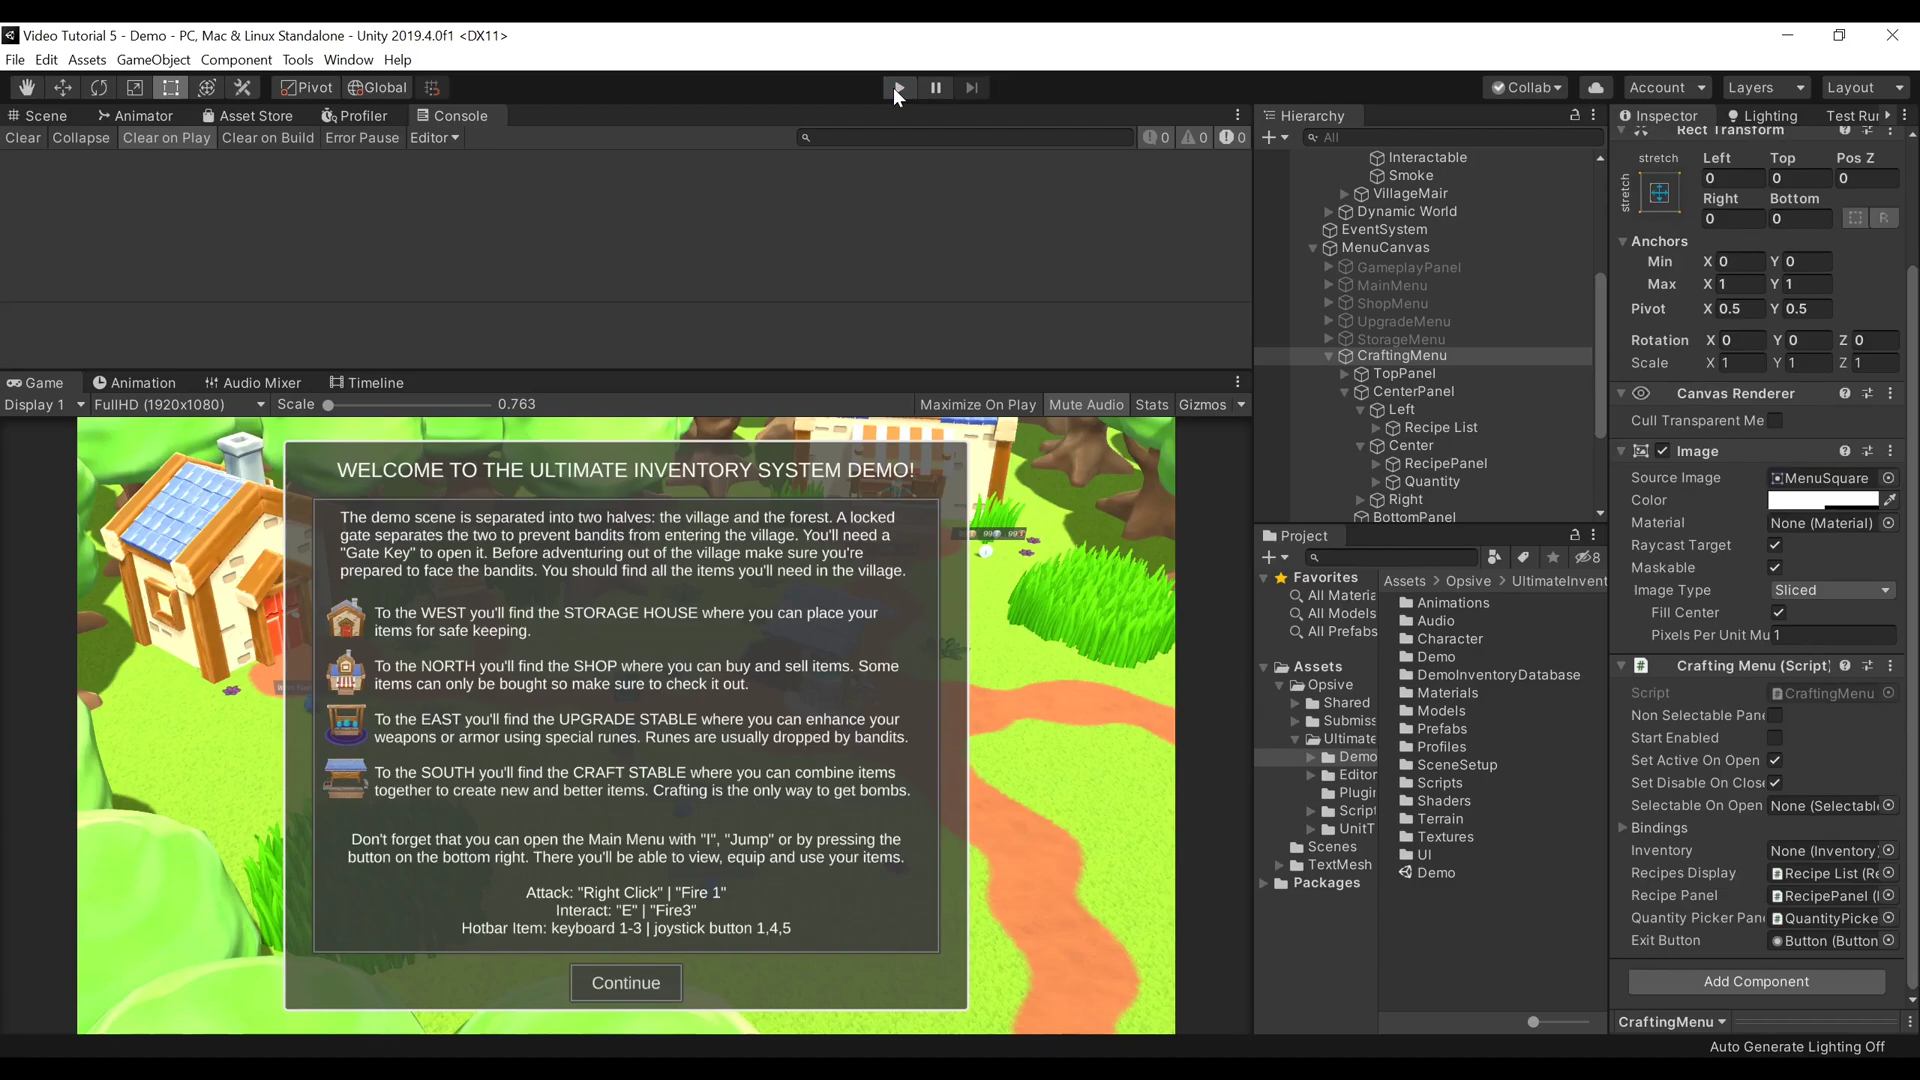 Video Tutorial 5 - Demo - PC, Mac & Linux Standalone - Unity 2019.4.0f1 <DX11>
File Edit Assets GameObject Component Tools Window Help
Pivot Global
Collab Account Layers Layout
Scene Animator Asset Store Profiler Console
Clear Collapse Clear on Play Clear on Build Error Pause Editor
0 0 0
Game Animation Audio Mixer Timeline
Display 1 FullHD (1920x1080) Scale 0.763 Maximize On Play Mute Audio Stats Gizmos
WELCOME TO THE ULTIMATE INVENTORY SYSTEM DEMO!
The demo scene is separated into two halves: the village and the forest. A locked
gate separates the two to prevent bandits from entering the village. You'll need a
"Gate Key" to open it. Before adventuring out of the village make sure you're
prepared to face the bandits. You should find all the items you'll need in the village.
To the WEST you'll find the STORAGE HOUSE where you can place your
items for safe keeping.
To the NORTH you'll find the SHOP where you can buy and sell items. Some
items can only be bought so make sure to check it out.
To the EAST you'll find the UPGRADE STABLE where you can enhance your
weapons or armor using special runes. Runes are usually dropped by bandits.
To the SOUTH you'll find the CRAFT STABLE where you can combine items
together to create new and better items. Crafting is the only way to get bombs.
Don't forget that you can open the Main Menu with "I", "Jump" or by pressing the
button on the bottom right. There you'll be able to view, equip and use your items.
Attack: "Right Click" | "Fire 1"
Interact: "E" | "Fire3"
Hotbar Item: keyboard 1-3 | joystick button 1,4,5
Continue
Hierarchy
All
Interactable
Smoke
VillageMair
Dynamic World
EventSystem
MenuCanvas
GameplayPanel
MainMenu
ShopMenu
UpgradeMenu
StorageMenu
CraftingMenu
TopPanel
CenterPanel
Left
Recipe List
Center
RecipePanel
Quantity
Right
BottomPanel
Project
8
Favorites
All Materia
All Models
All Prefabs
Assets
Opsive
Shared
Submiss
Ultimate
Demo
Editor
Plugin
Script
UnitT
Scenes
TextMesh
Packages
Assets > Opsive > UltimateInvent
Animations
Audio
Character
Demo
DemoInventoryDatabase
Materials
Models
Prefabs
Profiles
SceneSetup
Scripts
Shaders
Terrain
Textures
UI
Demo
Inspector Lighting Test Rur
Rect Transform
stretch Left Top Pos Z
stretch 0 0 0
Right Bottom
0 0 R
Anchors
Min X 0 Y 0
Max X 1 Y 1
Pivot X 0.5 Y 0.5
Rotation X 0 Y 0 Z 0
Scale X 1 Y 1 Z 1
Canvas Renderer
Cull Transparent Me
Image
Source Image MenuSquare
Color
Material None (Material)
Raycast Target
Maskable
Image Type Sliced
Fill Center
Pixels Per Unit Mu 1
Crafting Menu (Script)
Script CraftingMenu
Non Selectable Pane
Start Enabled
Set Active On Open
Set Disable On Close
Selectable On Open None (Selectable
Bindings
Inventory None (Inventory)
Recipes Display Recipe List (Re
Recipe Panel RecipePanel (
Quantity Picker Pan QuantityPicke
Exit Button Button (Button
Add Component
CraftingMenu
Auto Generate Lighting Off